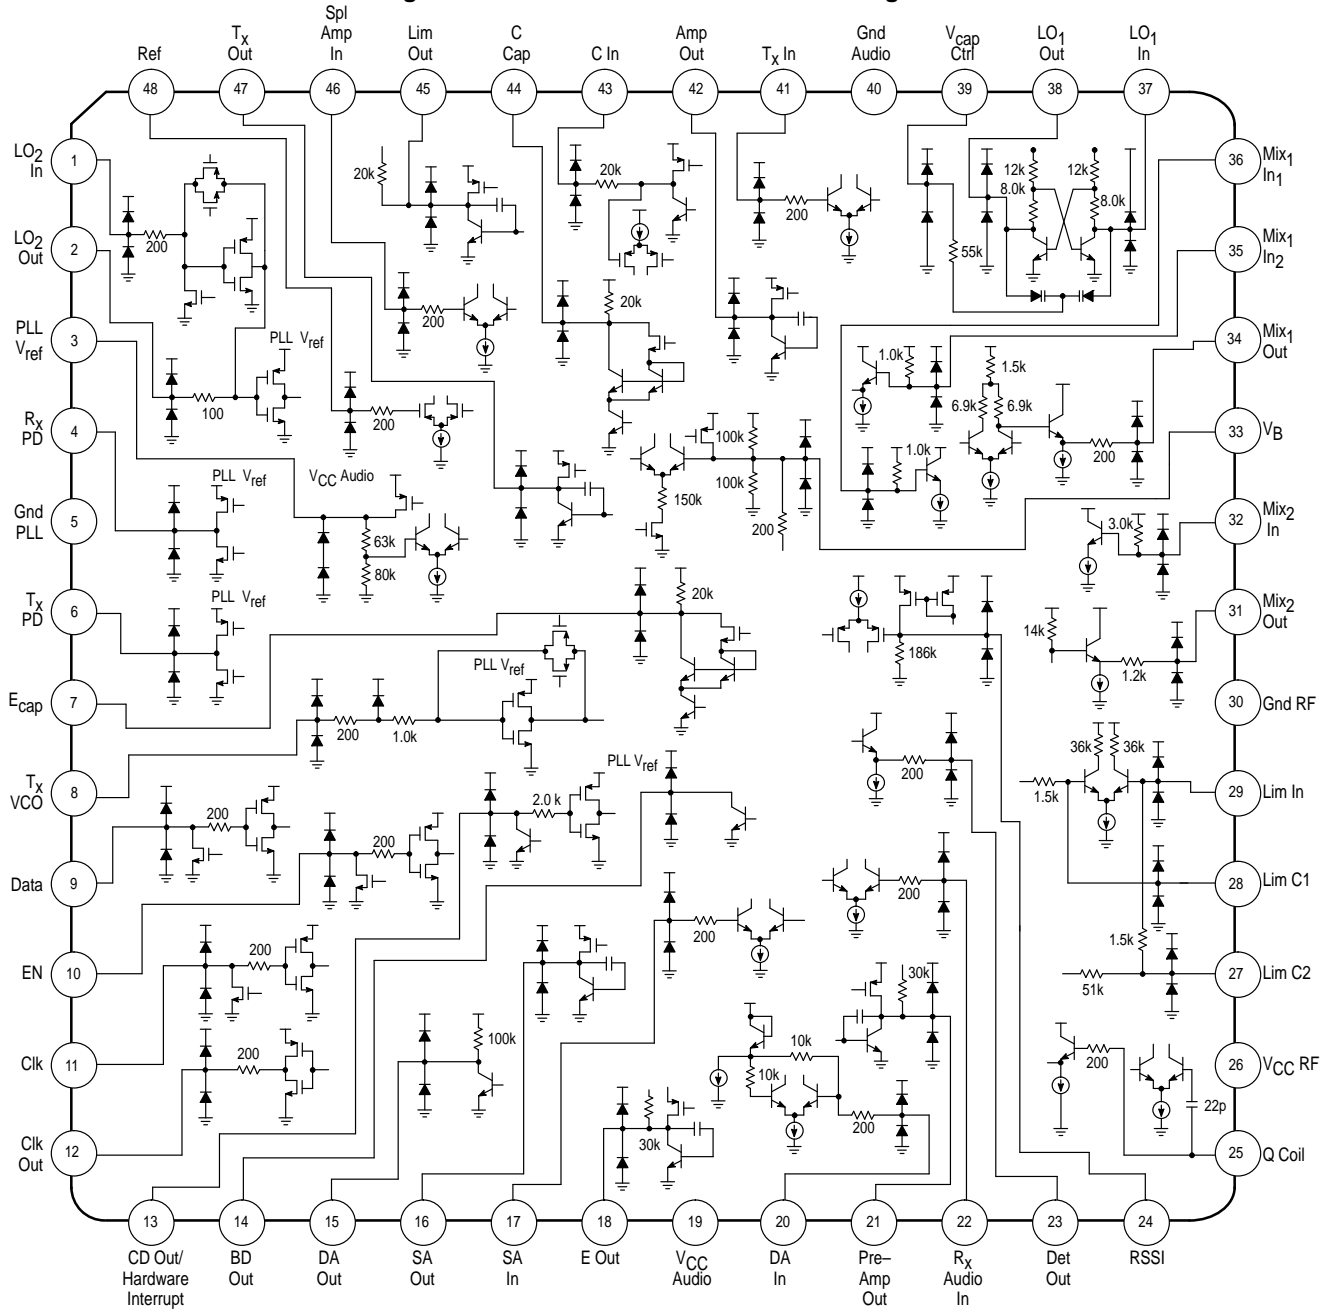 Spl
Tx
Amp
Lim
C
Amp
Gnd
Vcap
LO1
LO1
Ref
Out
In
Out
Cap
C In
Out
Tx In
Audio
Ctrl
Out
In
48
47
46
45
44
43
42
41
40
39
38
37
LO2
In
1
LO2
Out
2
PLL
Vref
3
Rx
PD
4
Gnd
PLL
5
Tx
PD
6
Ecap
7
Tx
VCO
8
Data
9
EN
10
Clk
11
Clk
Out
12
36
Mix1
In1
35
Mix1
In2
34
Mix1
Out
33
VB
32
Mix2
In
31
Mix2
Out
30
Gnd RF
29
Lim In
28
Lim C1
27
Lim C2
26
VCC RF
25
Q Coil
20k
20k
200
12k
12k
8.0k
8.0k
200
55k
200
20k
PLL Vref
100
200
1.0k
1.5k
6.9k
6.9k
200
100k
100k
150k
200
1.0k
VCC Audio
63k
80k
PLL Vref
3.0k
PLL Vref
20k
186k
14k
1.2k
PLL Vref
200
1.0k
200
36k
36k
1.5k
PLL Vref
2.0 k
200
200
200
200
1.5k
51k
200
200
100k
30k
10k
10k
200
30k
200
22p
13
14
15
16
17
18
19
20
21
22
23
24
CD Out/
Hardware
Interrupt
BD
Out
DA
Out
SA
Out
SA
In
E Out
VCC
Audio
DA
In
Pre–
Amp
Out
Rx
Audio
In
Det
Out
RSSI